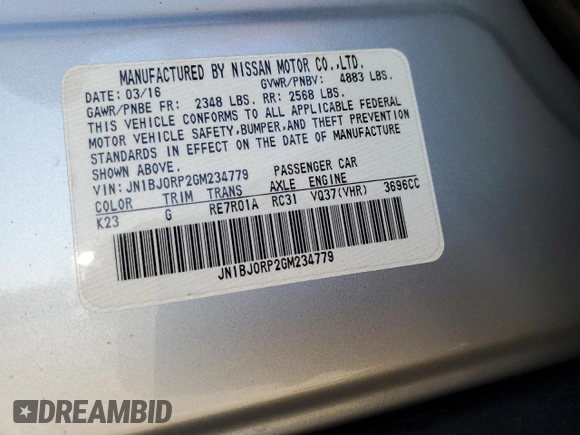 MANUFACTURED BY NISSAN MOTOR CO.,LTD.
DATE: 03/16 GVWR/PNBV: 4883 LBS.
GAWR/PNBE FR: 2348 LBS. RR: 2568 LBS.
THIS VEHICLE CONFORMS TO ALL APPLICABLE FEDERAL
MOTOR VEHICLE SAFETY,BUMPER,AND THEFT PREVENTION
STANDARDS IN EFFECT ON THE DATE OF MANUFACTURE
SHOWN ABOVE.
VIN: JN1BJ0RP2GM234779 PASSENGER CAR
COLOR TRIM TRANS AXLE ENGINE
K23 G RE7R01A RC31 VQ37(VHR) 3696CC
JN1BJ0RP2GM234779
DREAMBID